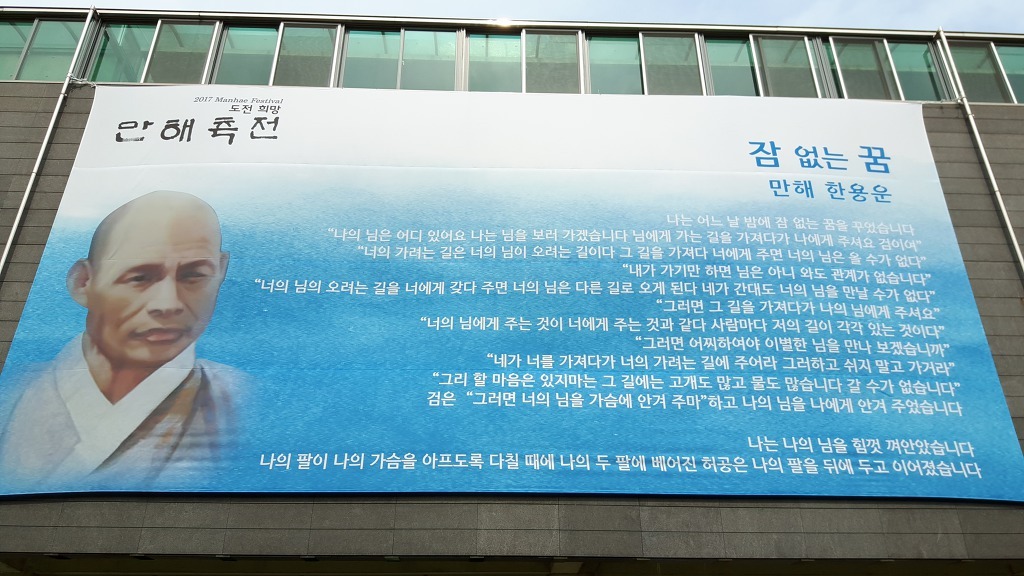 2017 Manhae Festival
도전 희망
만해축전
잠 없는 꿈
만해 한용운
나는 어느 날 밤에 잠 없는 꿈을 꾸었습니다
“나의 님은 어디 있어요 나는 님을 보러 가겠습니다 님에게 가는 길을 가져다가 나에게 주셔요 검이여”
“너의 가려는 길은 너의 님이 오려는 길이다 그 길을 가져다 너에게 주면 너의 님은 올 수가 없다”
“내가 가기만 하면 님은 아니 와도 관계가 없습니다”
“너의 님의 오려는 길을 너에게 갖다 주면 너의 님은 다른 길로 오게 된다 네가 간대도 너의 님을 만날 수가 없다”
“그러면 그 길을 가져다가 나의 님에게 주셔요”
“너의 님에게 주는 것이 너에게 주는 것과 같다 사람마다 저의 길이 각각 있는 것이다”
“그러면 어찌하여야 이별한 님을 만나 보겠습니까”
“네가 너를 가져다가 너의 가려는 길에 주어라 그러하고 쉬지 말고 가거라”
“그리 할 마음은 있지마는 그 길에는 고개도 많고 물도 많습니다 갈 수가 없습니다”
검은 “그러면 너의 님을 너의 가슴에 안겨 주마”하고 나의 님을 나에게 안겨 주었습니다
나는 나의 님을 힘껏 껴안았습니다
나의 팔이 나의 가슴을 아프도록 다칠 때에 나의 두 팔에 베어진 허공은 나의 팔을 뒤에 두고 이어졌습니다